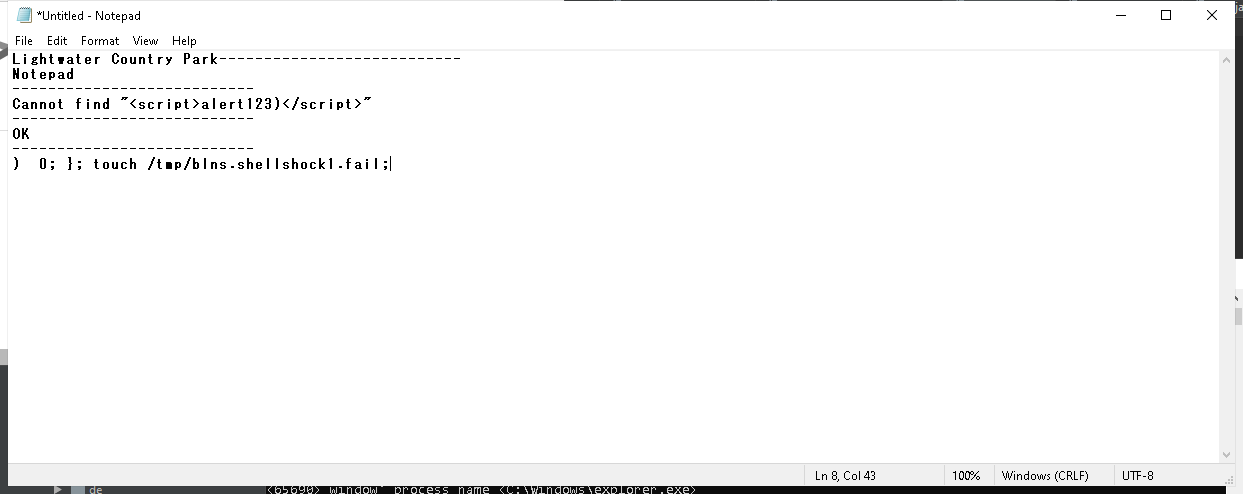 *Untitled - Notepad
File Edit Format View Help
Lightwater Country Park---------------------------
Notepad
---------------------------
Cannot find "<script>alert123)</script>"
---------------------------
OK
---------------------------
)  0; }; touch /tmp/blns.shellshock1.fail;
Ln 8, Col 43 100% Windows (CRLF) UTF-8
de <65690> window' process name <C:\Windows\explorer.exe>